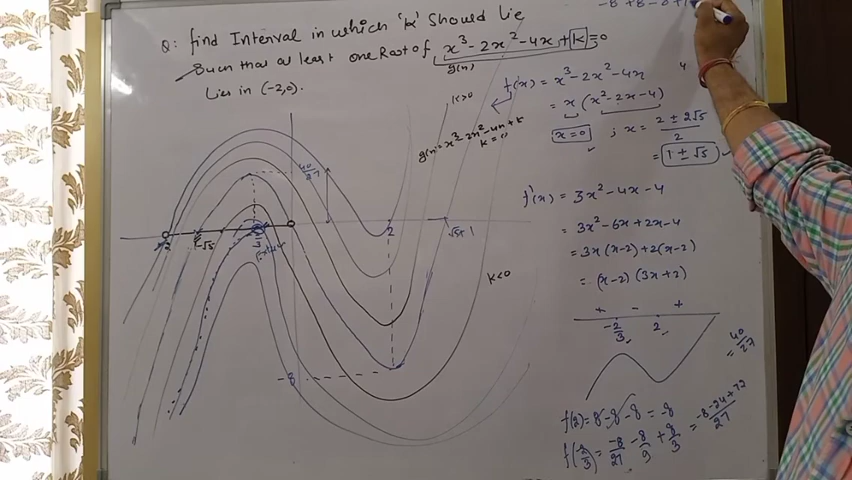 Q: find Interval in which 'k' should lie
Such that at least one Root of x³-2x²-4x+k=0
g(x)
Lies in (-2,0).
f(x) = x³-2x²-4x
= x(x²-2x-4)
x=0 ; x = 2±2√5/2
= 1±√5
k>0
g(x)=x³-2x²-4x+k
k=0
f'(x) = 3x²-4x-4
= 3x²-6x+2x-4
= 3x(x-2)+2(x-2)
= (x-2)(3x+2)
+ - +
-2/3 2
40/27
1-√5
2
√5+1
k<0
-8
= 40/27
f(2) = 8-8-8 = -8
f(-2/3) = -8/27 - 8/9 + 8/3 = -8-24+72/27